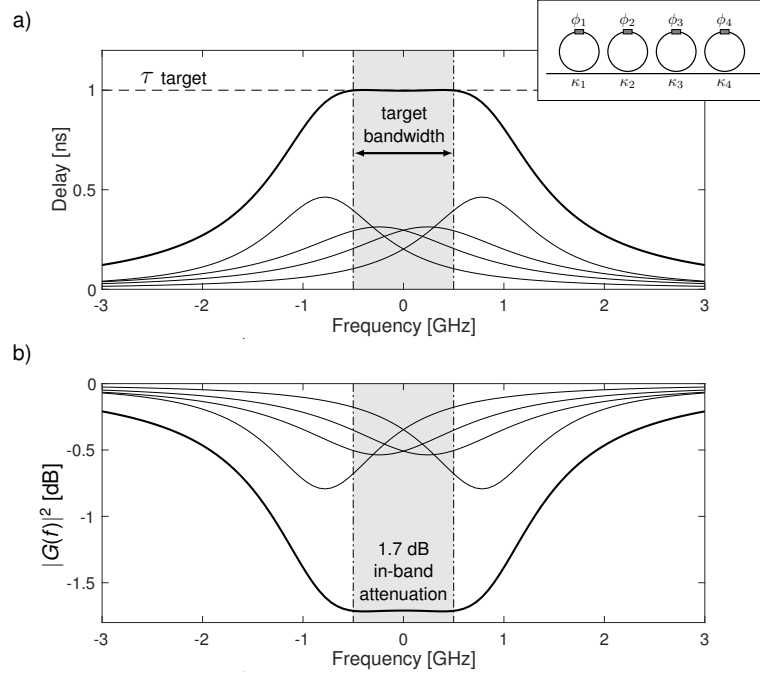 a)
ϕ1 ϕ2 ϕ3 ϕ4
κ1 κ2 κ3 κ4
τ target
target
bandwidth
Delay [ns]
1
0.5
0
-3 -2 -1 0 1 2 3
Frequency [GHz]
b)
|G(f)|² [dB]
0
-0.5
-1
-1.5
1.7 dB
in-band
attenuation
-3 -2 -1 0 1 2 3
Frequency [GHz]